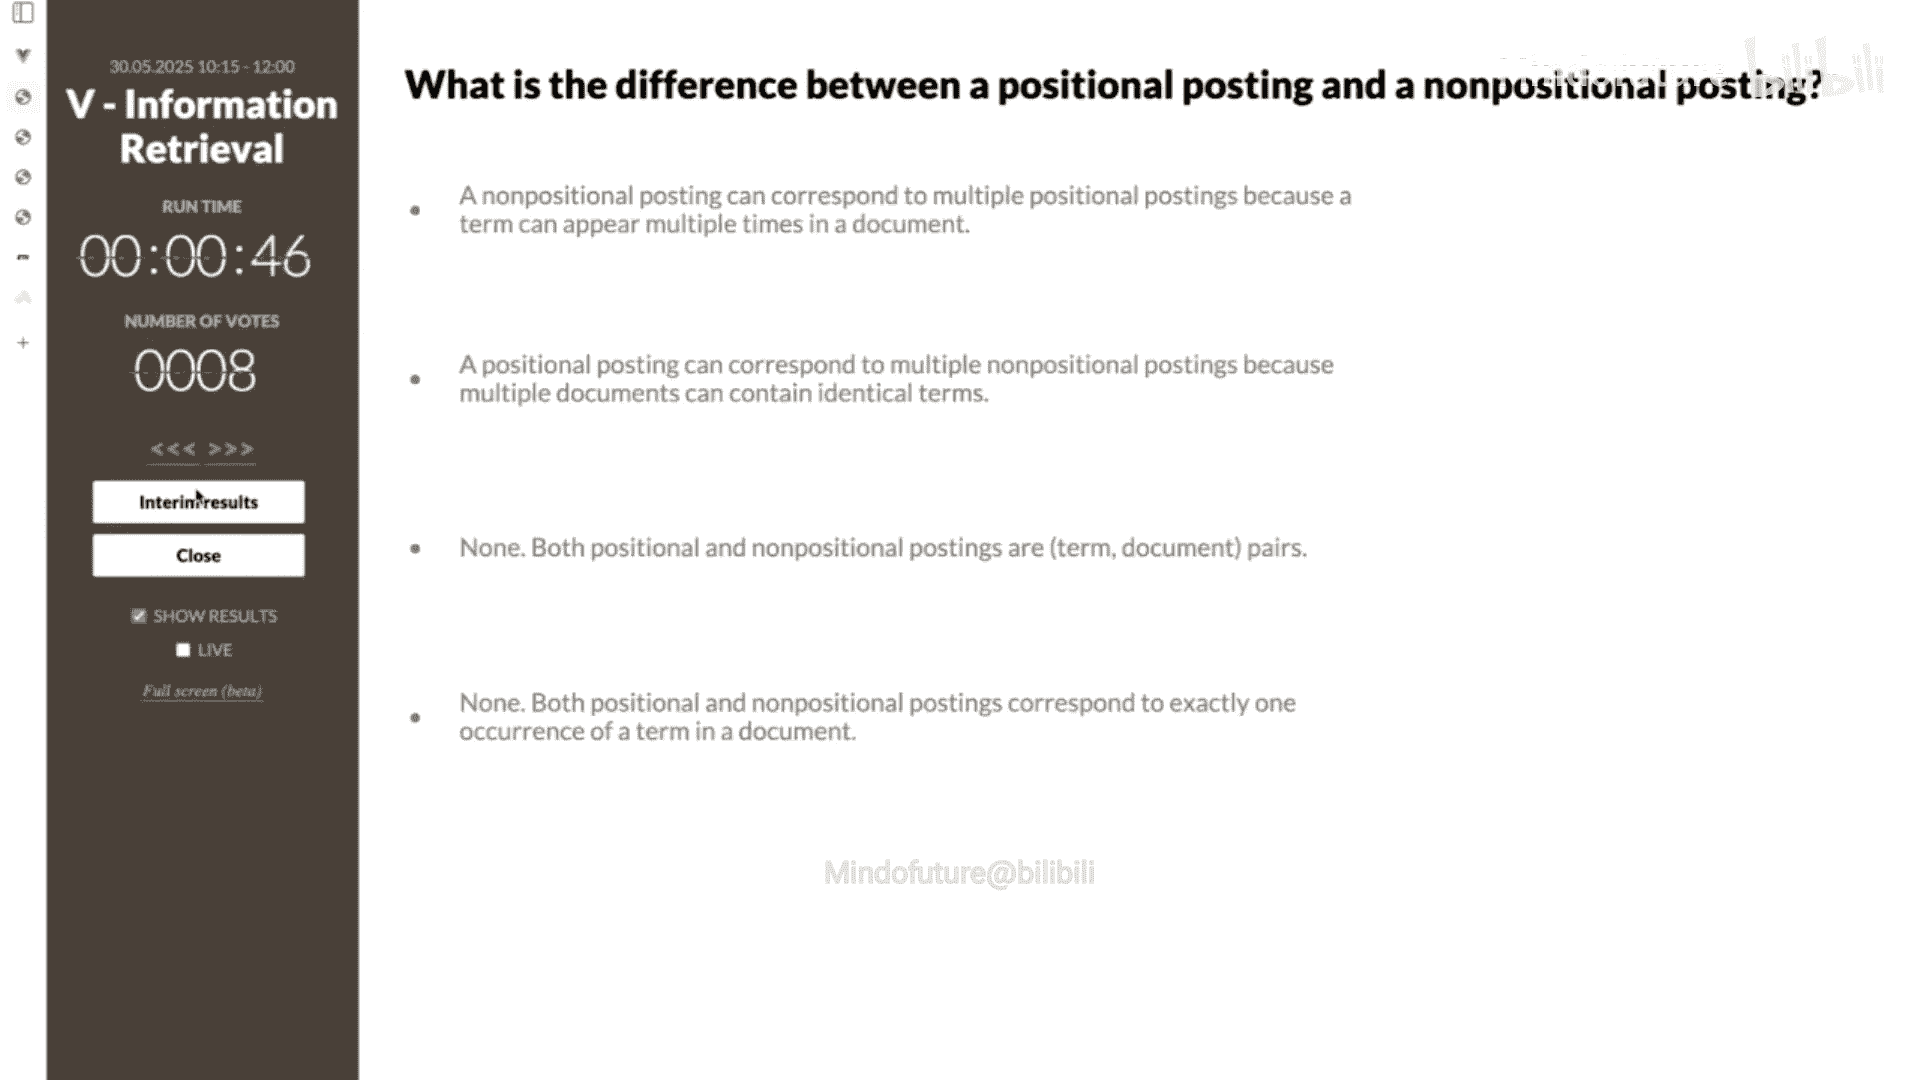 30.05.2025 10:15 - 12:00
V - Information
Retrieval
RUN TIME
00:00:46
NUMBER OF VOTES
0008
<<< >>>
Interim results
Close
SHOW RESULTS
LIVE
Full screen (beta)
What is the difference between a positional posting and a nonpositional posting?
A nonpositional posting can correspond to multiple positional postings because a
term can appear multiple times in a document.
A positional posting can correspond to multiple nonpositional postings because
multiple documents can contain identical terms.
None. Both positional and nonpositional postings are (term, document) pairs.
None. Both positional and nonpositional postings correspond to exactly one
occurrence of a term in a document.
Mindofuture@bilibili
bilibili